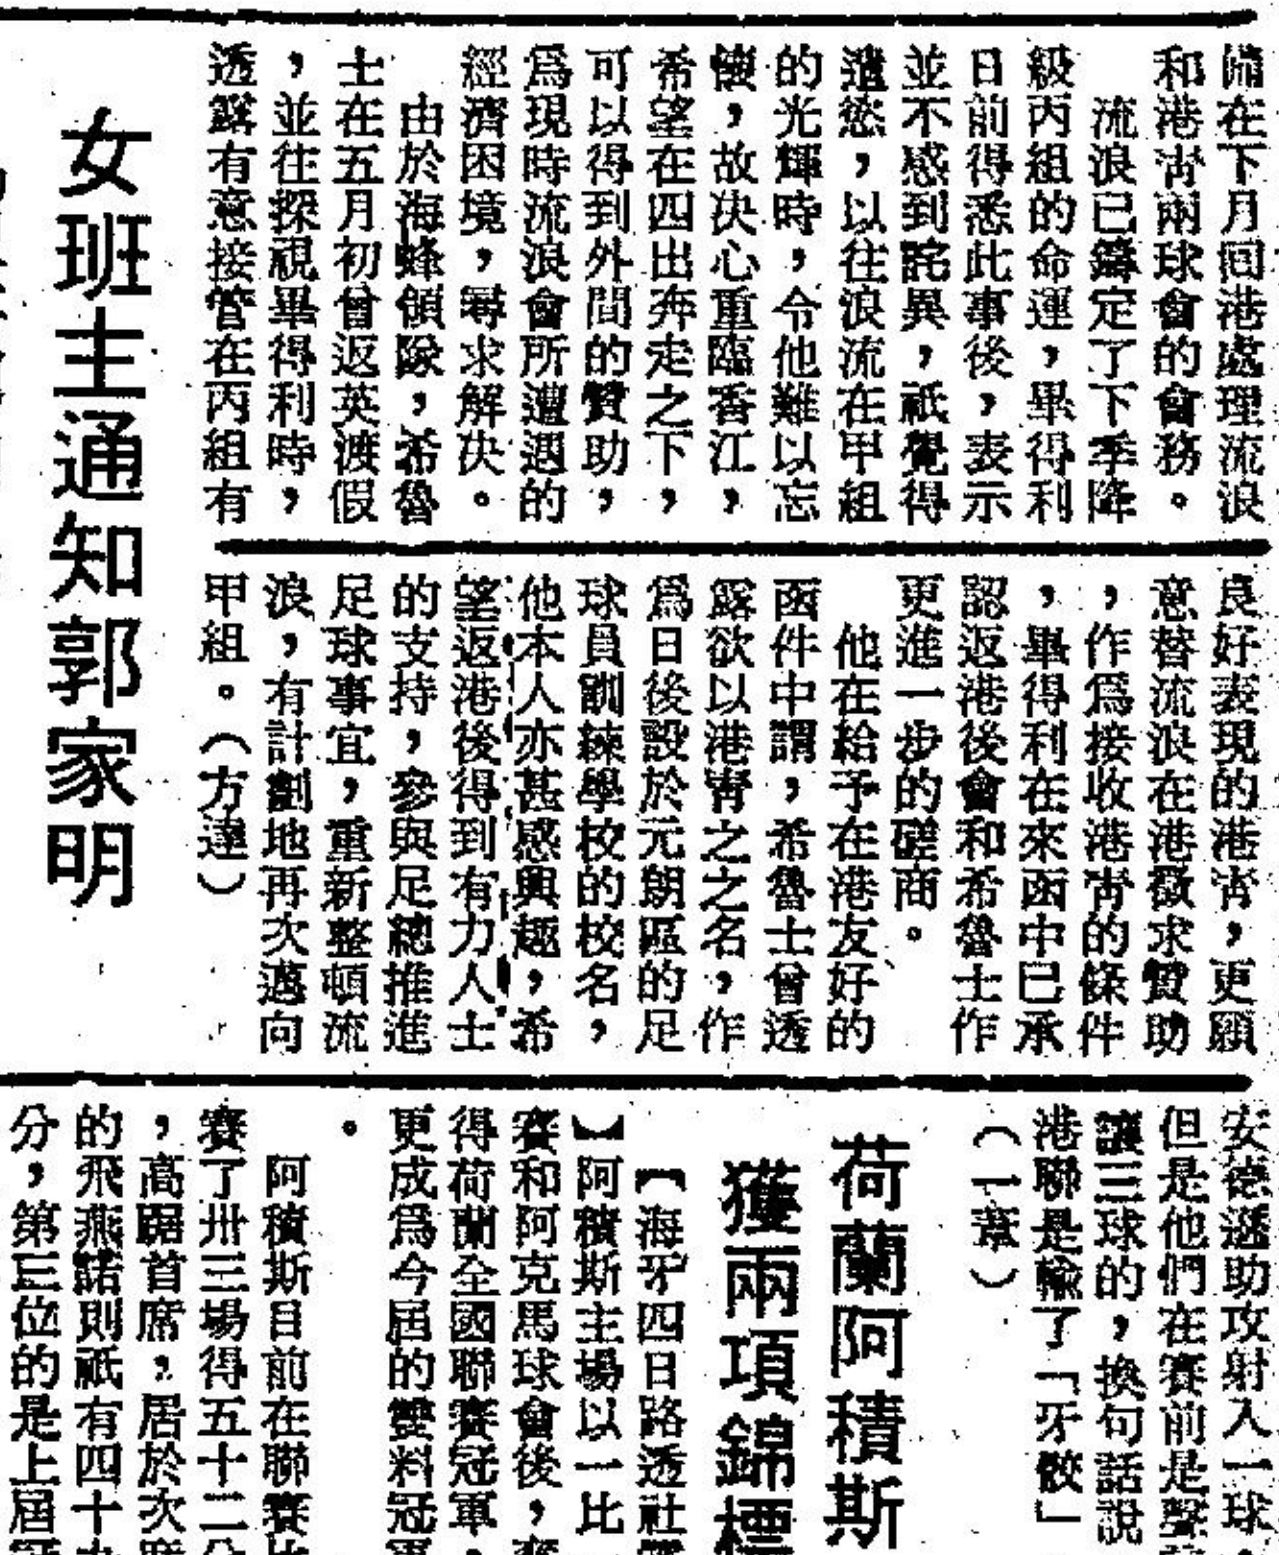 備在下月囘港處理流浪
和港靑兩球會的會務。
流浪已鑄定了下季降
級丙組的命運，畢得利
日前得悉此事後，表示
並不感到詫異，祇覺得
遺慾，以往浪流在甲組
的光輝時，令他難以忘
懷，故决心重臨香江，
希望在四出奔走之下，
可以得到外間的贊助，
爲現時流浪會所遭遇的
經濟困境，尋求解决。
由於海蜂領隊，希魯
士在五月初曾返英渡假
，並往探視畢得利時，
透露有意接管在丙組有
良好表現的港靑，更願
意替流浪在港徵求贊助
，作爲接收港靑的條件
，畢得利在來函中已承
認返港後會和希魯士作
更進一步的磋商。
他在給予在港友好的
函件中謂，希魯士曾透
露欲以港靑之之名，作
爲日後設於元朗區的足
球員訓練學校的校名，
他本人亦甚感興趣，希
望返港後得到有力人士
的支持，參與足總推進
足球事宜，重新整頓流
浪，有計劃地再次邁向
甲組。（方達）
女班主通知郭家明
安德遜助攻射入一球，
但是他們在賽前是聲
讓三球的，換句話說
港聯是輸了「牙骹」
（一葦）
荷蘭阿積斯
獲兩項錦標
【海牙四日路透社
】阿積斯主場以一比
賽和阿克馬球會後，
得荷蘭全國聯賽冠軍，
更成爲今屆的雙料冠軍
。
阿積斯目前在聯賽
賽了卅三場得五十二分
，高踞首席，居於次席
的飛燕諾則祇有四十
分，第三位的是上屆